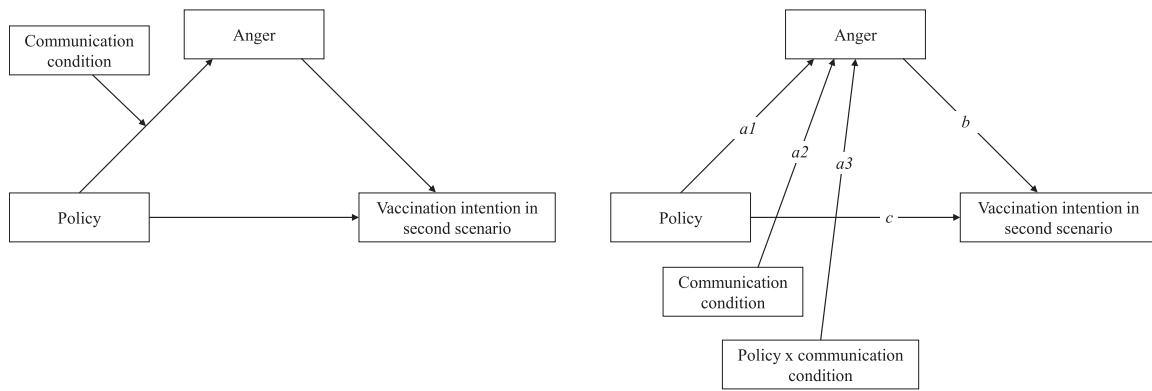 Communication
condition
Anger
Policy
Vaccination intention in
second scenario
Anger
a1
a2
a3
b
Policy
c
Vaccination intention in
second scenario
Communication
condition
Policy x communication
condition